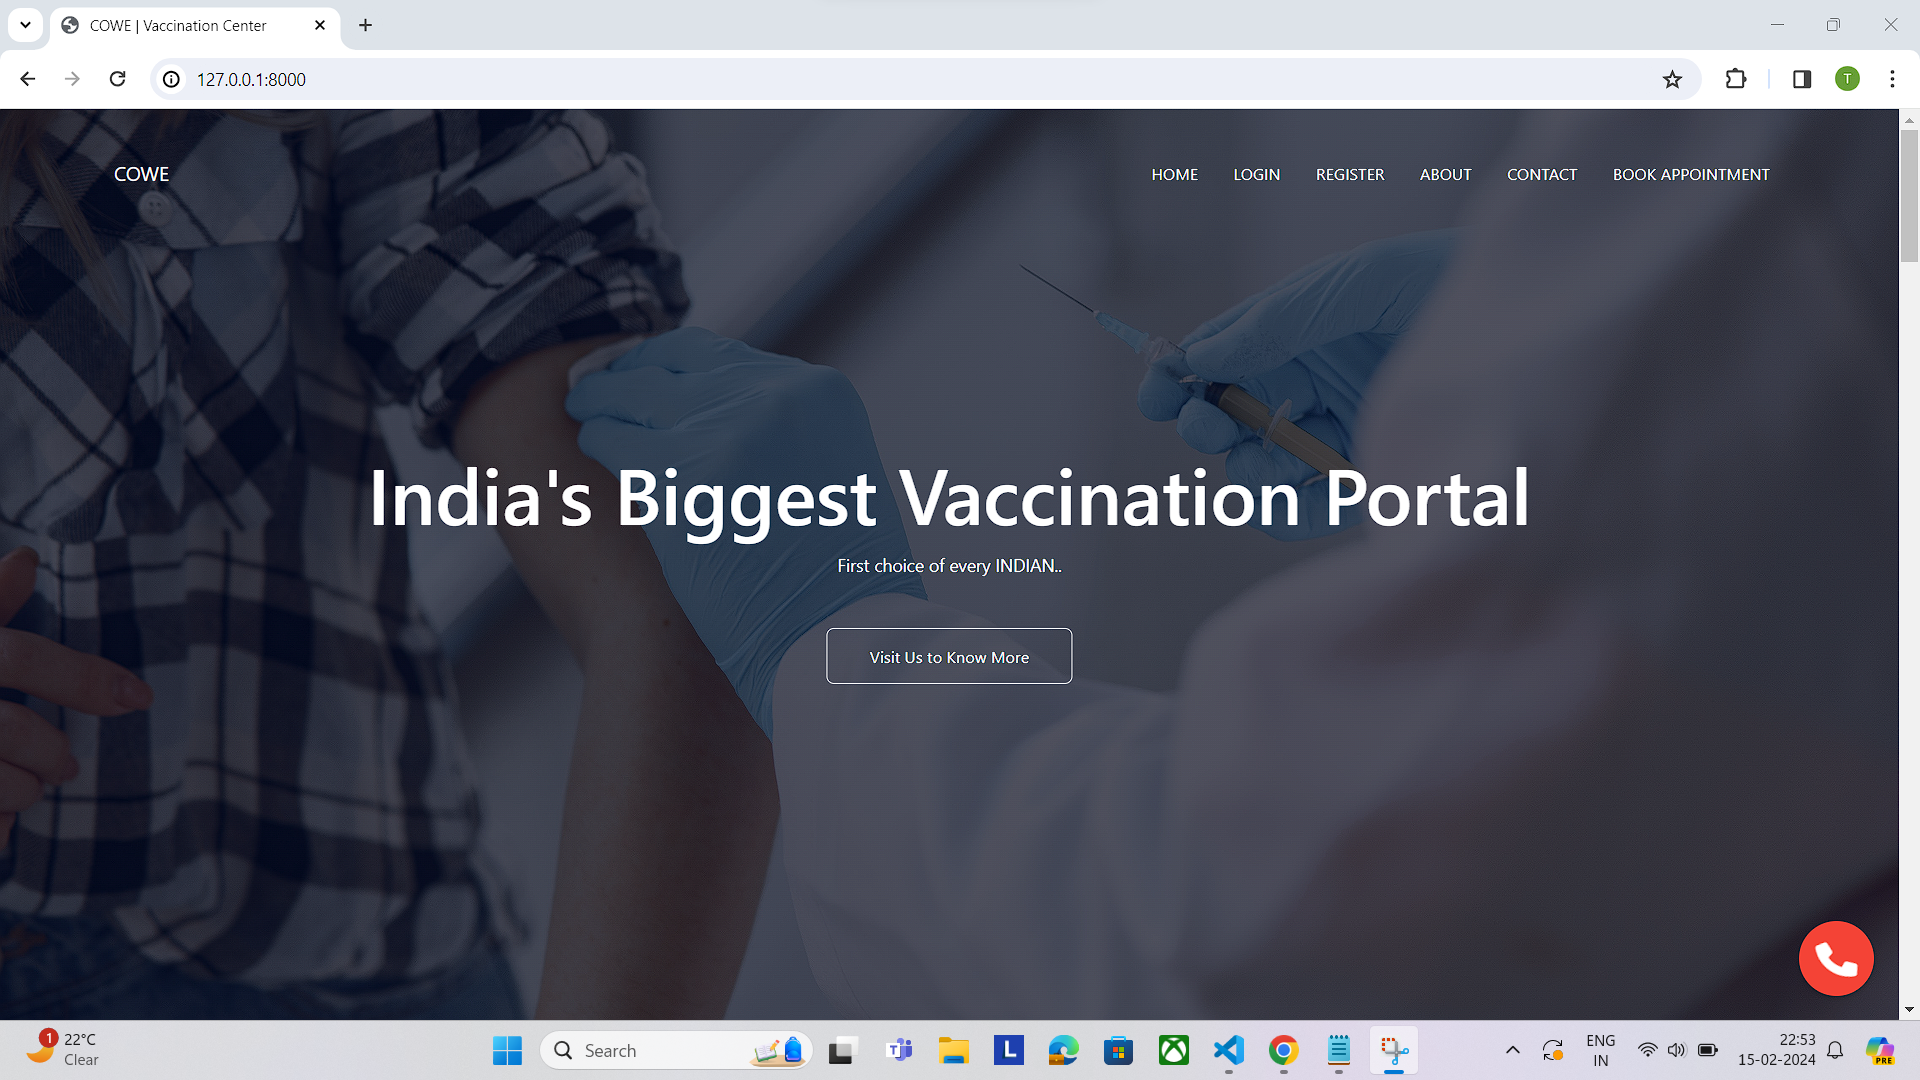 COWE | Vaccination Center
127.0.0.1:8000
T
COWE
HOME LOGIN REGISTER ABOUT CONTACT BOOK APPOINTMENT
India's Biggest Vaccination Portal
First choice of every INDIAN..
Visit Us to Know More
1
22°C
Clear
Search
T
L
PRE
ENG
IN
22:53
15-02-2024